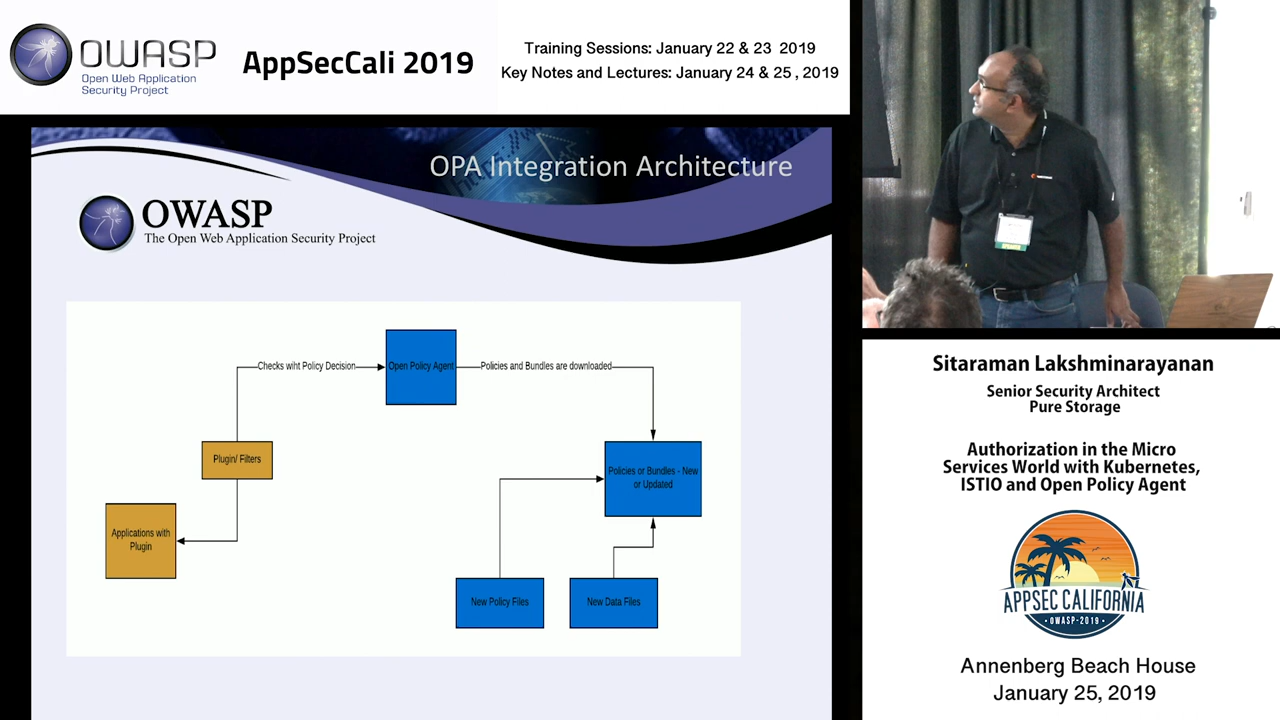 OWASP
Open Web Application
Security Project
AppSecCali 2019
Training Sessions: January 22 & 23 2019
Key Notes and Lectures: January 24 & 25 , 2019
OPA Integration Architecture
OWASP
The Open Web Application Security Project
Checks wiht Policy Decision
Open Policy Agent
Policies and Bundles are downloaded
Plugin/ Filters
Policies or Bundles - New
or Updated
Applications with
Plugin
New Policy Files
New Data Files
Sitaraman Lakshminarayanan
Senior Security Architect
Pure Storage
Authorization in the Micro
Services World with Kubernetes,
ISTIO and Open Policy Agent
APPSEC CALIFORNIA
• OWASP-2019 •
Annenberg Beach House
January 25, 2019